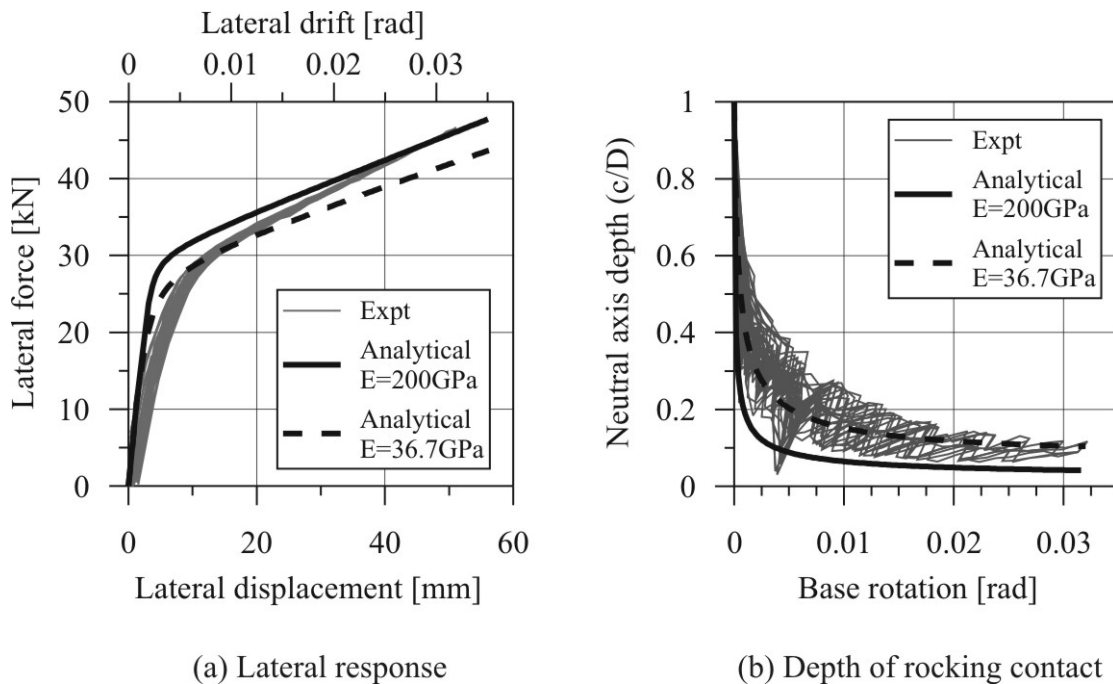 Lateral drift [rad]
0 0.01 0.02 0.03
50
40
30
20
10
0
Lateral force [kN]
Expt
Analytical
E=200GPa
Analytical
E=36.7GPa
0 20 40 60
Lateral displacement [mm]
(a) Lateral response
1
0.8
0.6
0.4
0.2
0
Neutral axis depth (c/D)
Expt
Analytical
E=200GPa
Analytical
E=36.7GPa
0 0.01 0.02 0.03
Base rotation [rad]
(b) Depth of rocking contact